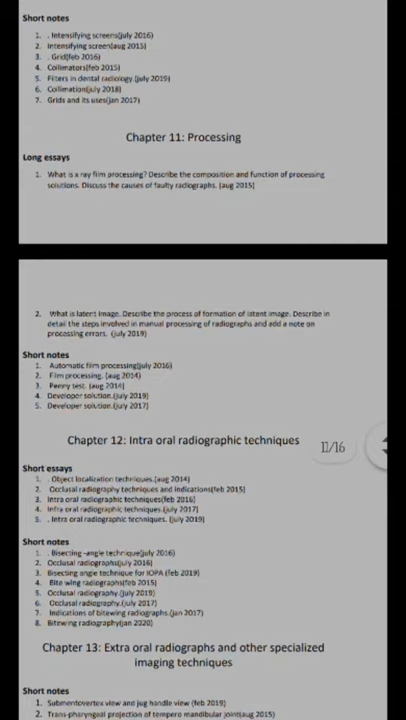 Short notes
1. . Intensifying screens(july 2016)
2. Intensifying screen(aug 2015)
3. . Grid(feb 2016)
4. Collimators(feb 2015)
5. Filters in dental radiology.(july 2019)
6. Collimation(july 2018)
7. Grids and its uses(jan 2017)
Chapter 11: Processing
Long essays
1. What is x ray film processing? Describe the composition and function of processing
solutions. Discuss the causes of faulty radiographs. (aug 2015)
2. What is latent image. Describe the process of formation of latent image. Describe in
detail the steps involved in manual processing of radiographs and add a note on
processing errors. (july 2019)
Short notes
1. Automatic film processing(july 2016)
2. Film processing. (aug 2014)
3. Penny test. (aug 2014)
4. Developer solution.(july 2019)
5. Developer solution.(july 2017)
Chapter 12: Intra oral radiographic techniques
11/16
Short essays
1. . Object localization techniques.(aug 2014)
2. Occlusal radiography techniques and indications(feb 2015)
3. Intra oral radiographic techniques(feb 2016)
4. Intra oral radiographic techniques.(july 2017)
5. . Intra oral radiographic techniques. (july 2019)
Short notes
1. . Bisecting -angle technique(july 2016)
2. Occlusal radiographs(july 2016)
3. Bisecting angle technique for IOPA (feb 2019)
4. Bite wing radiographs(feb 2015)
5. Occlusal radiography.(july 2019)
6. Occlusal radiography.(july 2017)
7. Indications of bitewing radiographs.(jan 2017)
8. Bitewing radiography(jan 2020)
Chapter 13: Extra oral radiographs and other specialized
imaging techniques
Short notes
1. Submentovertex view and jug handle view (feb 2019)
2. Trans-pharyngeal projection of tempero mandibular joint(aug 2015)